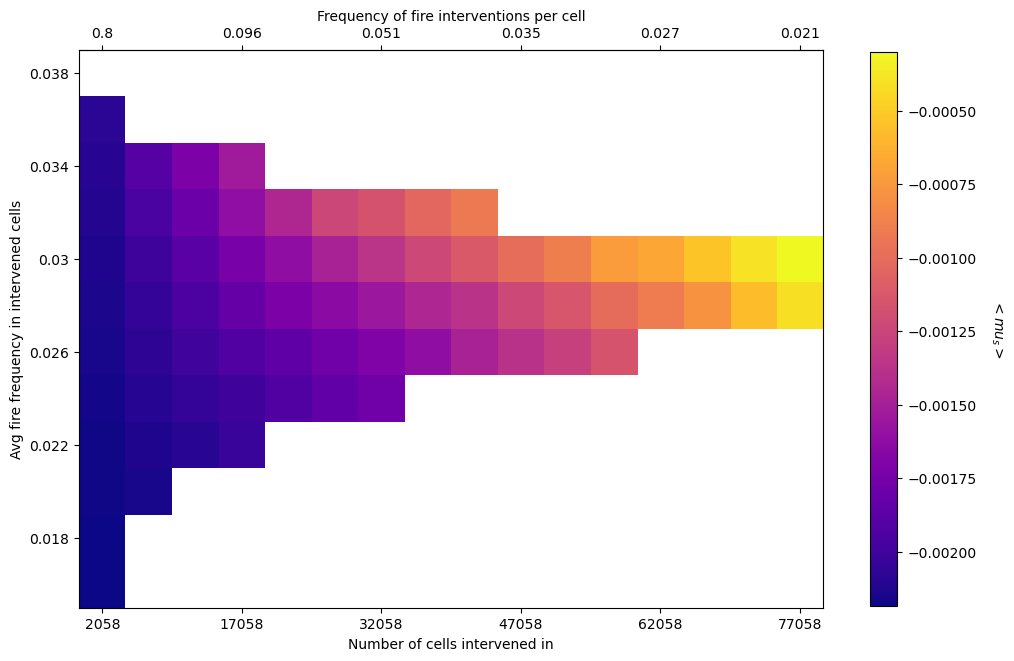 Frequency of fire interventions per cell
0.8 0.096 0.051 0.035 0.027 0.021
0.038
0.034
0.03
0.026
0.022
0.018
Avg fire frequency in intervened cells
2058 17058 32058 47058 62058 77058
Number of cells intervened in
−0.00050
−0.00075
−0.00100
−0.00125
−0.00150
−0.00175
−0.00200
< mu_s >